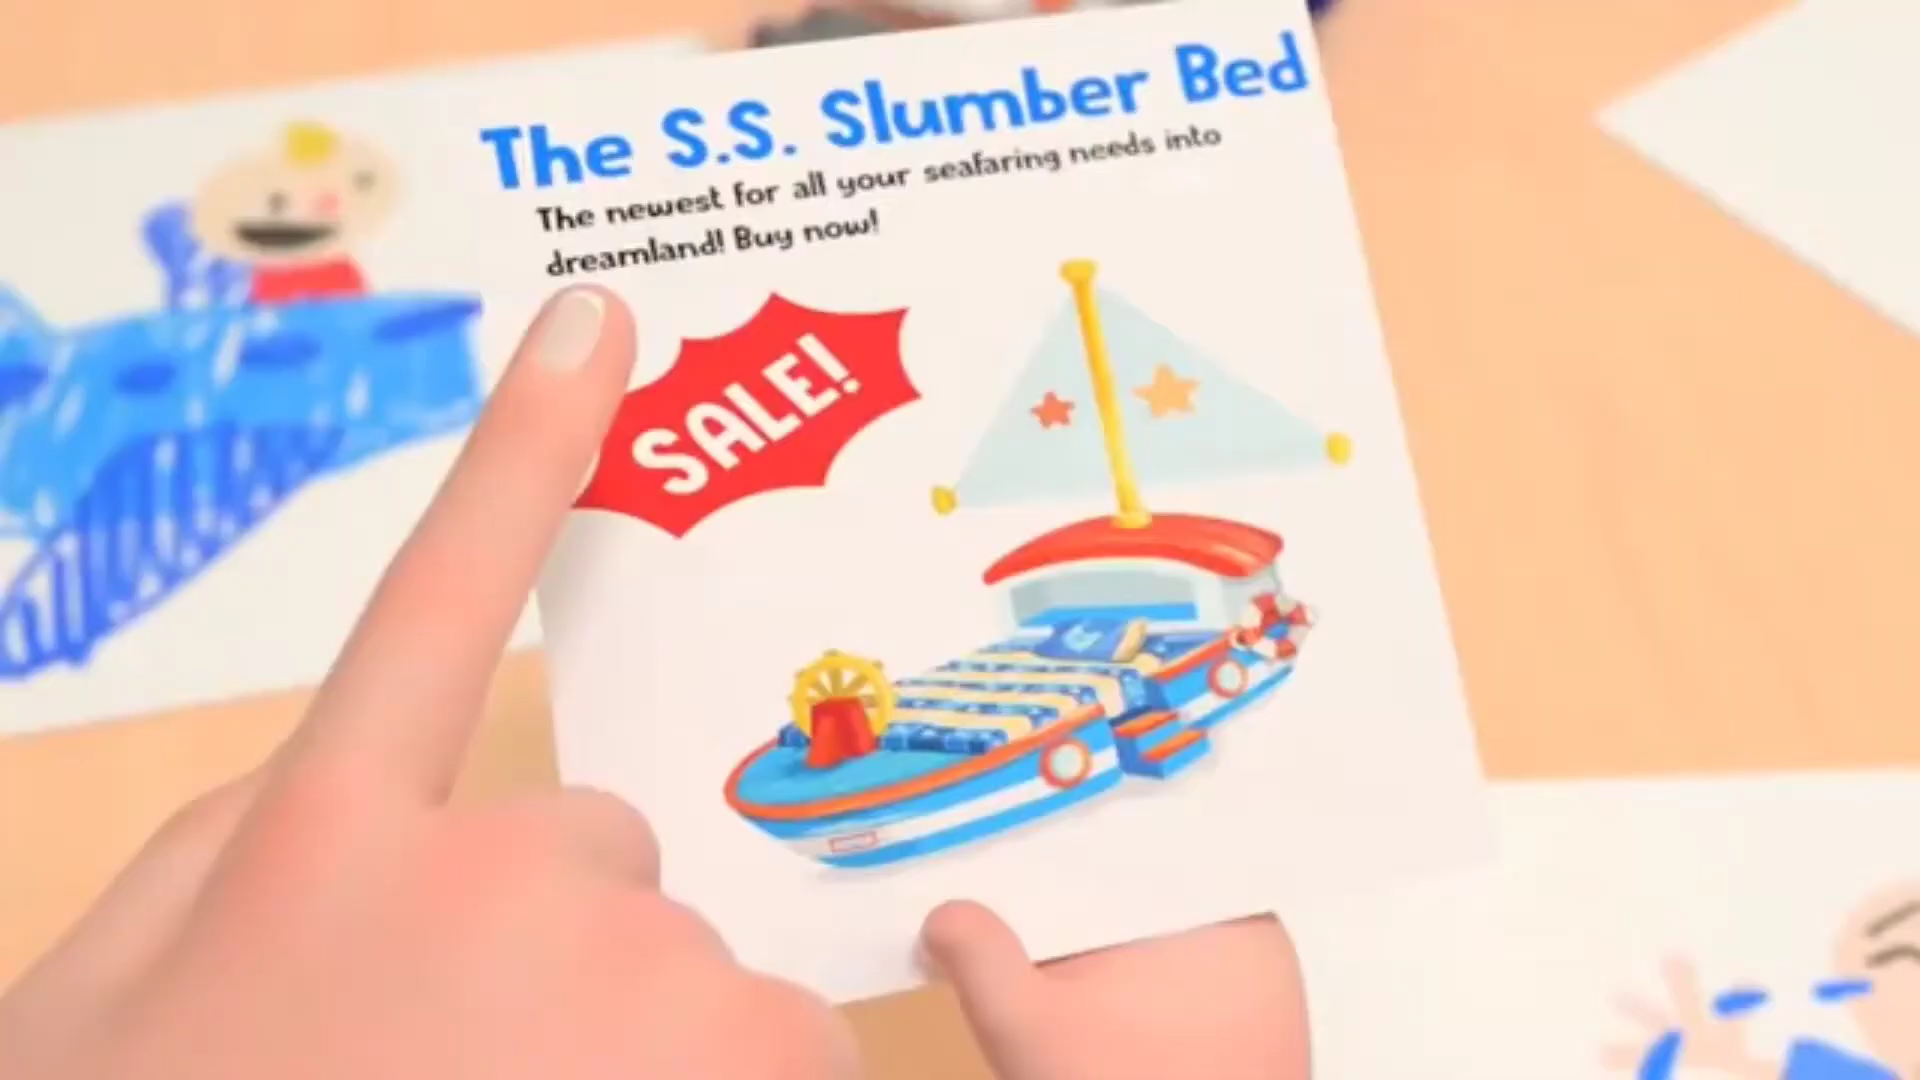 The S.S. Slumber Bed
The newest for all your seafaring needs into
dreamland! Buy now!
SALE!